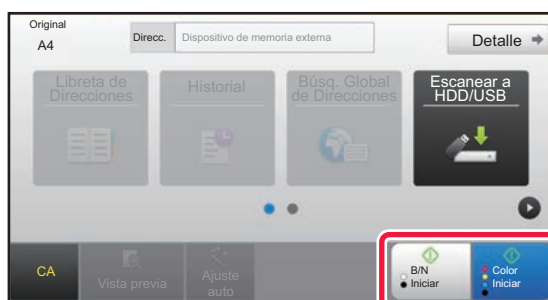 Original
A4
Direcc.
Dispositivo de memoria externa
Detalle
Libreta de
Direcciones
Historial
Búsq. Global
de Direcciones
Escanear a
HDD/USB
CA
Vista previa
Ajuste
auto
B/N
Iniciar
Color
Iniciar